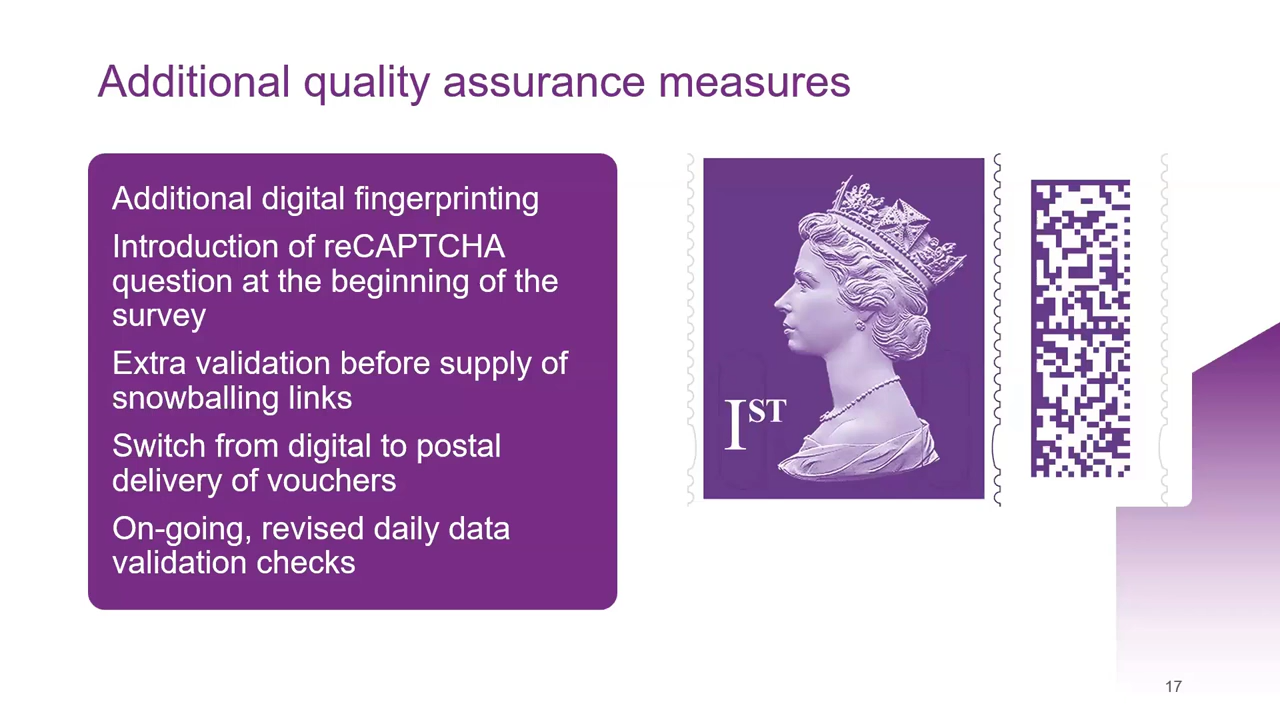 Additional quality assurance measures
Additional digital fingerprinting
Introduction of reCAPTCHA
question at the beginning of the
survey
Extra validation before supply of
snowballing links
Switch from digital to postal
delivery of vouchers
On-going, revised daily data
validation checks
1ST
17